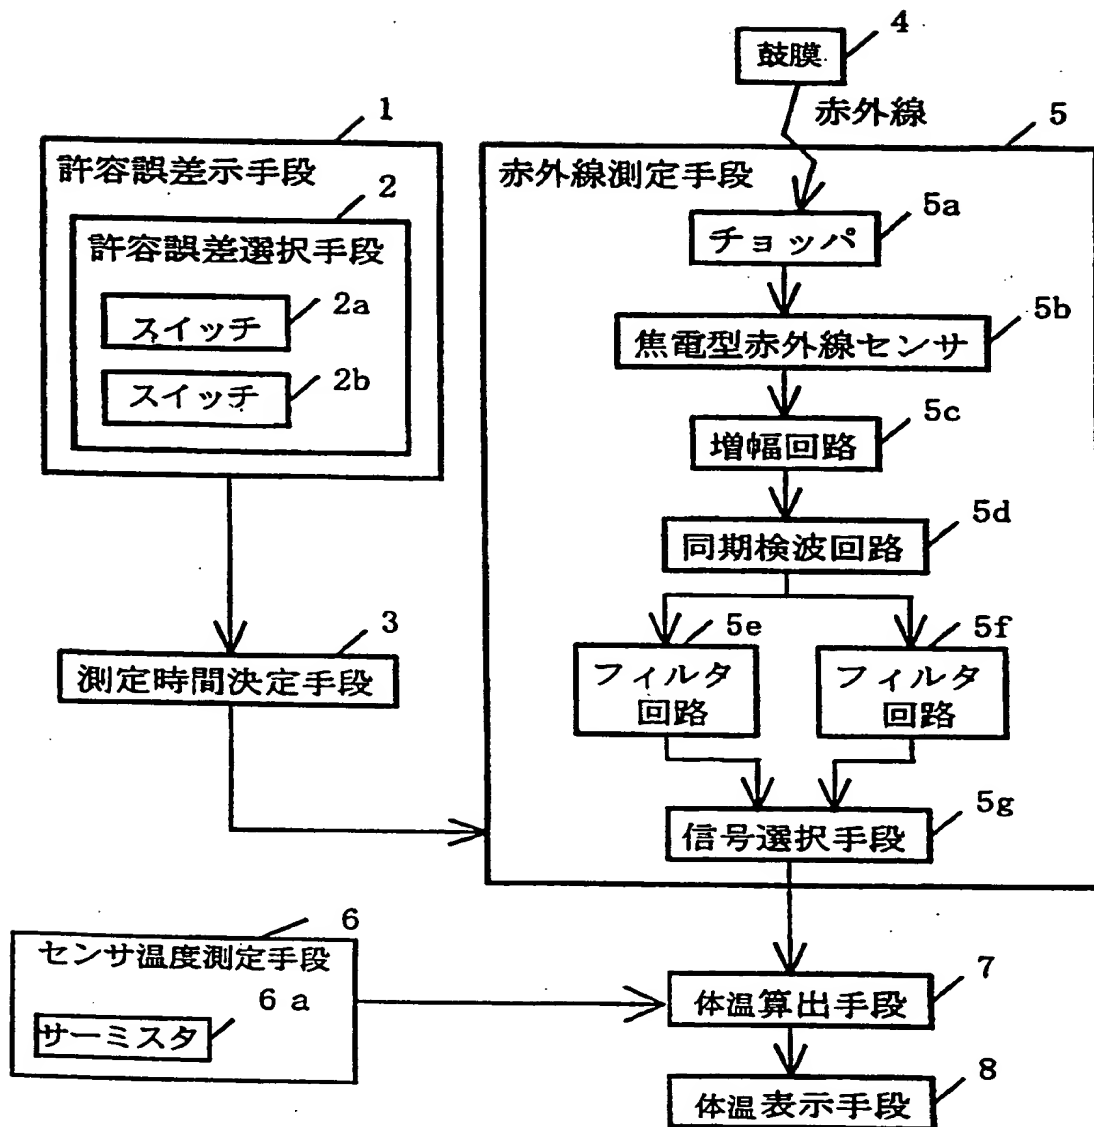 4
鼓膜
赤外線
1
許容誤差示手段
2
許容誤差選択手段
2a
スイッチ
2b
スイッチ
5
赤外線測定手段
5a
チョッパ
5b
焦電型赤外線センサ
5c
増幅回路
5d
同期検波回路
5e
フィルタ
回路
5f
フィルタ
回路
3
測定時間決定手段
5g
信号選択手段
6
センサ温度測定手段
6a
サーミスタ
7
体温算出手段
8
体温表示手段